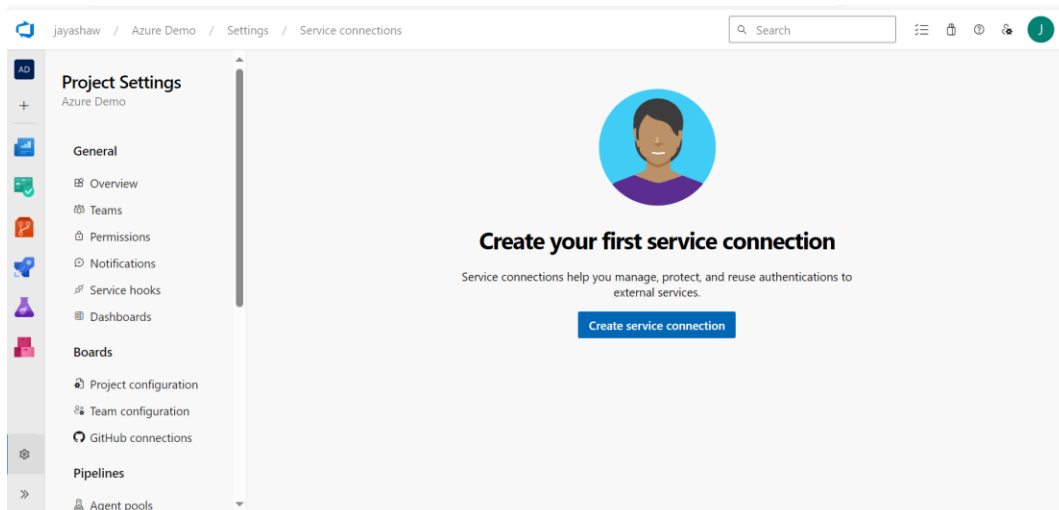 jayashaw / Azure Demo / Settings / Service connections
Search
J
AD
Project Settings
Azure Demo
General
Overview
Teams
Permissions
Notifications
Service hooks
Dashboards
Boards
Project configuration
Team configuration
GitHub connections
Pipelines
Agent pools
Create your first service connection
Service connections help you manage, protect, and reuse authentications to
external services.
Create service connection